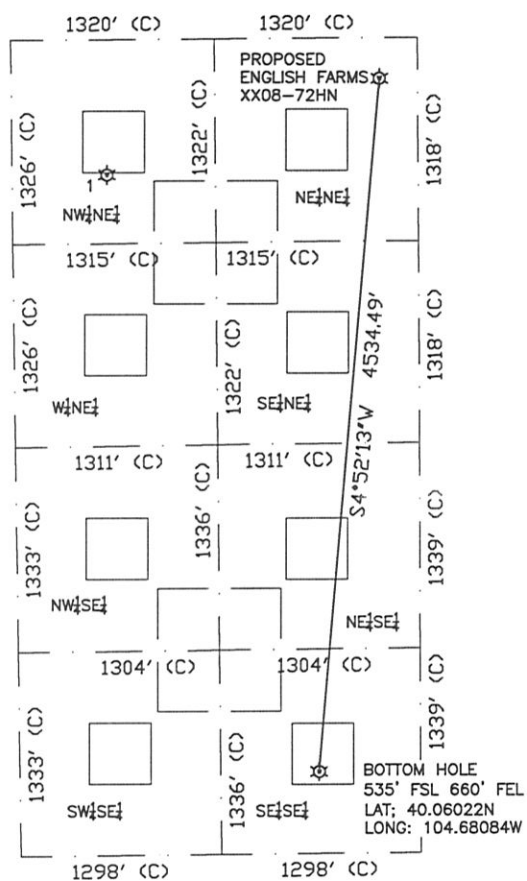 1320' (C)
1320' (C)
PROPOSED
ENGLISH FARMS
XX08-72HN
1326' (C)
1322' (C)
1318' (C)
1
NW¼NE¼
NE¼NE¼
1315' (C)
1315' (C)
1326' (C)
1322' (C)
1318' (C)
S4°52'13"W 4534.49'
W¼NE¼
SE¼NE¼
1311' (C)
1311' (C)
1333' (C)
1336' (C)
1339' (C)
NW¼SE¼
NE¼SE¼
1304' (C)
1304' (C)
1333' (C)
1336' (C)
1339' (C)
BOTTOM HOLE
535' FSL 660' FEL
LAT; 40.06022N
LONG: 104.68084W
SW¼SE¼
SE¼SE¼
1298' (C)
1298' (C)